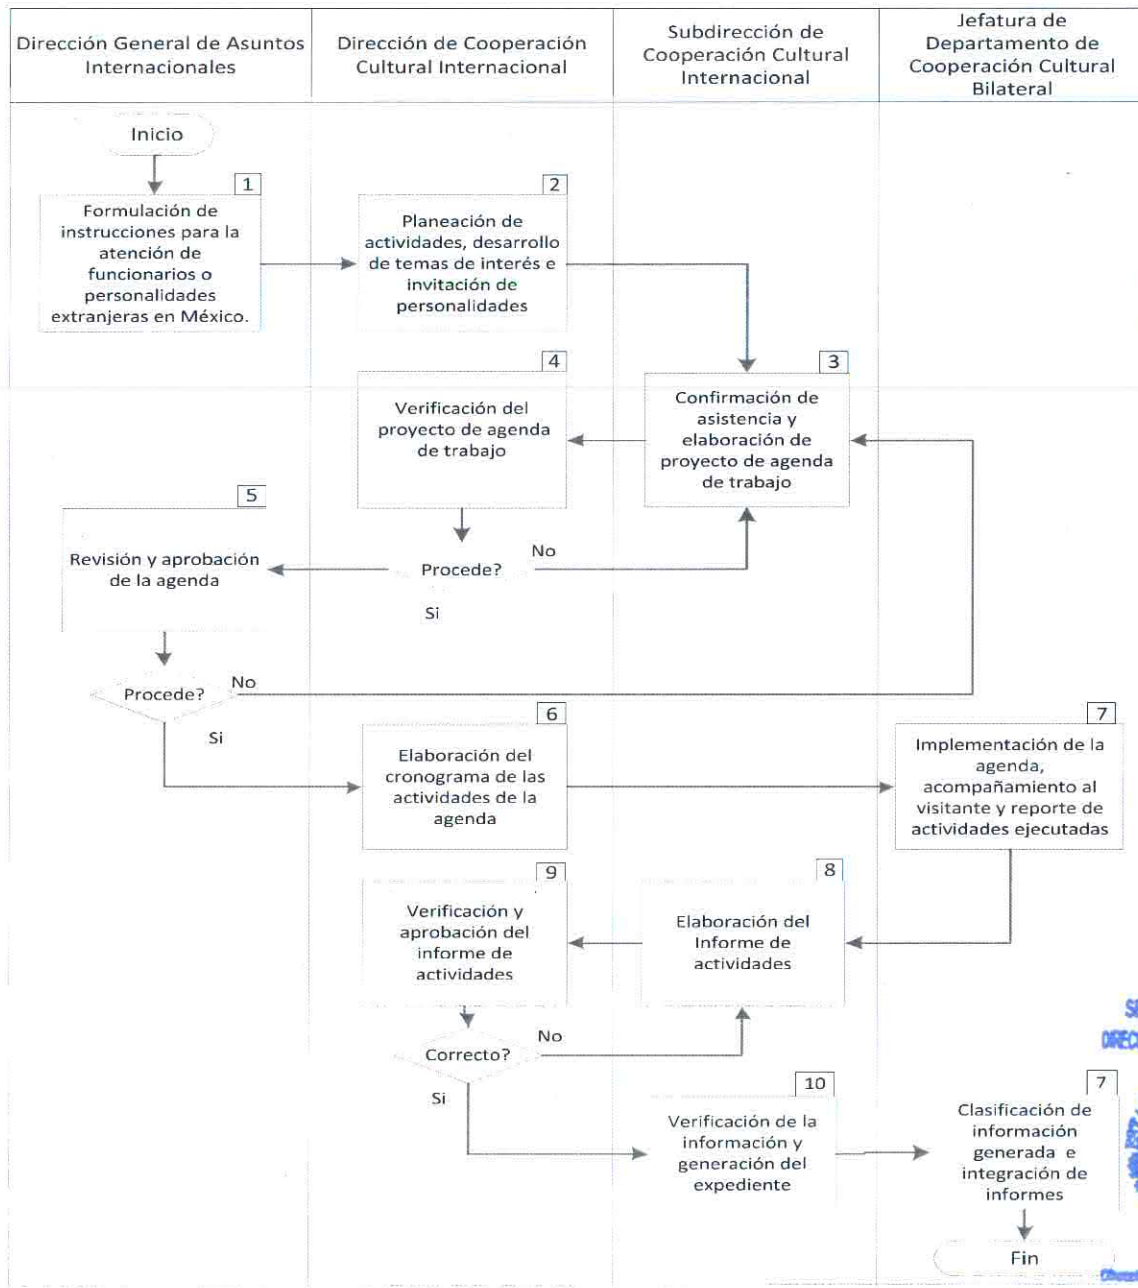 Dirección General de Asuntos
Internacionales
Dirección de Cooperación
Cultural Internacional
Subdirección de
Cooperación Cultural
Internacional
Jefatura de
Departamento de
Cooperación Cultural
Bilateral
Inicio
1
Formulación de
instrucciones para la
atención de
funcionarios o
personalidades
extranjeras en México.
2
Planeación de
actividades, desarrollo
de temas de interés e
invitación de
personalidades
3
Confirmación de
asistencia y
elaboración de
proyecto de agenda
de trabajo
4
Verificación del
proyecto de agenda
de trabajo
Procede?
No
Si
5
Revisión y aprobación
de la agenda
Procede?
No
Si
6
Elaboración del
cronograma de las
actividades de la
agenda
7
Implementación de la
agenda,
acompañamiento al
visitante y reporte de
actividades ejecutadas
8
Elaboración del
Informe de
actividades
9
Verificación y
aprobación del
informe de
actividades
Correcto?
No
Si
10
Verificación de la
información y
generación del
expediente
7
Clasificación de
información
generada e
integración de
informes
Fin